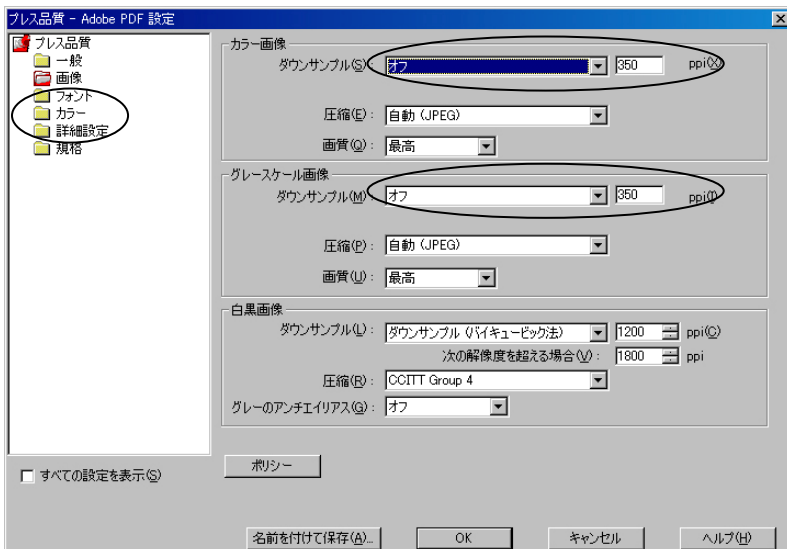 プレス品質 - Adobe PDF 設定
プレス品質
一般
画像
フォント
カラー
詳細設定
規格
すべての設定を表示(S)
カラー画像
ダウンサンプル(S): オフ 350 ppi(X)
圧縮(E): 自動 (JPEG)
画質(Q): 最高
グレースケール画像
ダウンサンプル(M): オフ 350 ppi(I)
圧縮(P): 自動 (JPEG)
画質(U): 最高
白黒画像
ダウンサンプル(L): ダウンサンプル (バイキュービック法) 1200 ppi(C)
次の解像度を超える場合(V): 1800 ppi
圧縮(R): CCITT Group 4
グレーのアンチエイリアス(G): オフ
ポリシー
名前を付けて保存(A)... OK キャンセル ヘルプ(H)